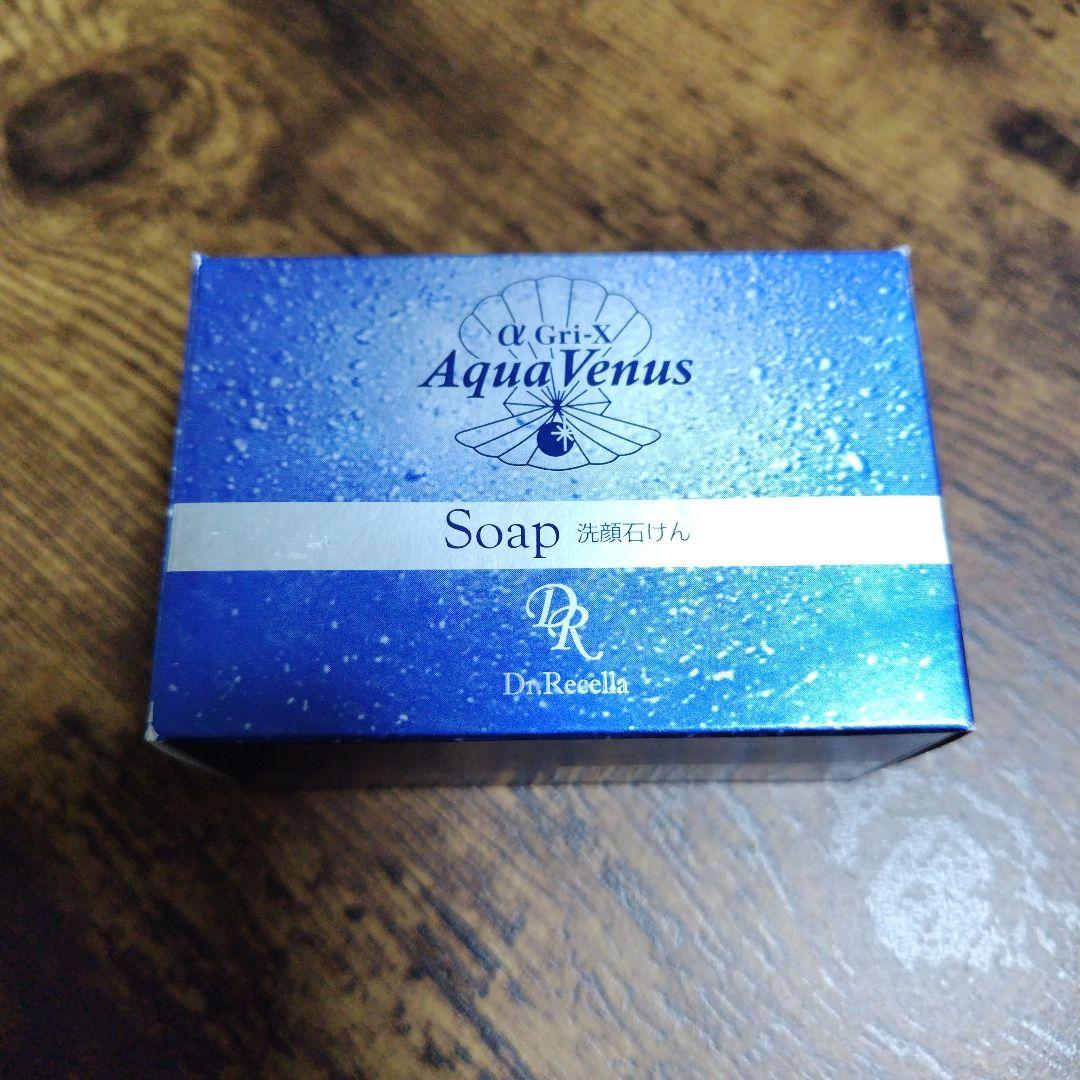 α Gri-X
Aqua Venus
Soap 洗顔石けん
DR
Dr.Recella